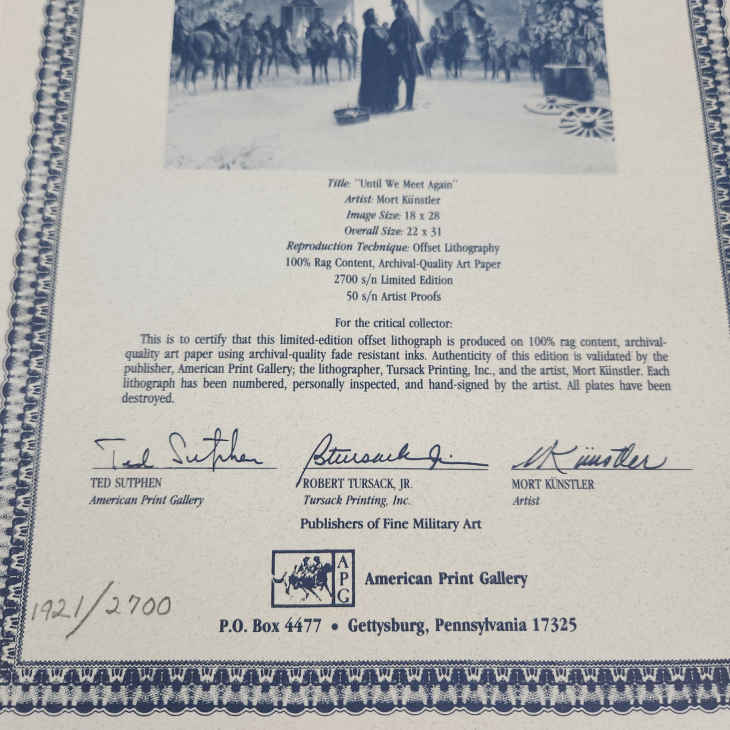 Title: "Until We Meet Again"
Artist: Mort Künstler
Image Size: 18 x 28
Overall Size: 22 x 31
Reproduction Technique: Offset Lithography
100% Rag Content, Archival-Quality Art Paper
2700 s/n Limited Edition
50 s/n Artist Proofs
For the critical collector:
This is to certify that this limited-edition offset lithograph is produced on 100% rag content, archival-
quality art paper using archival-quality fade resistant inks. Authenticity of this edition is validated by the
publisher, American Print Gallery; the lithographer, Tursack Printing, Inc., and the artist, Mort Künstler. Each
lithograph has been numbered, personally inspected, and hand-signed by the artist. All plates have been
destroyed.
Ted Sutphen BTursack Jr. MKünstler
TED SUTPHEN ROBERT TURSACK, JR. MORT KÜNSTLER
American Print Gallery Tursack Printing, Inc. Artist
Publishers of Fine Military Art
APG American Print Gallery
1921/2700
P.O. Box 4477 • Gettysburg, Pennsylvania 17325